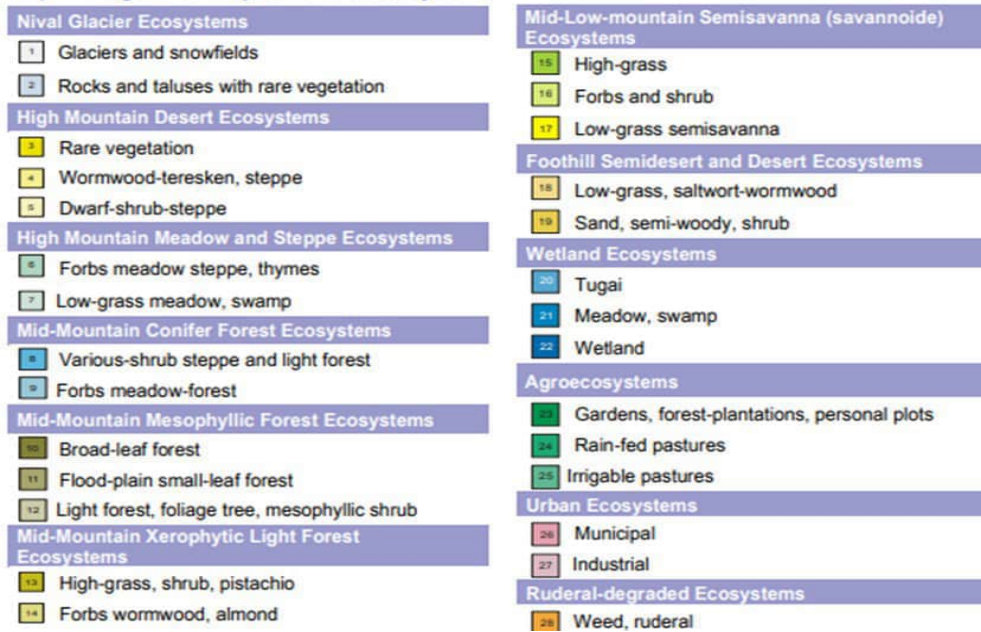 Nival Glacier Ecosystems
1 Glaciers and snowfields
2 Rocks and taluses with rare vegetation
High Mountain Desert Ecosystems
3 Rare vegetation
4 Wormwood-teresken, steppe
5 Dwarf-shrub-steppe
High Mountain Meadow and Steppe Ecosystems
6 Forbs meadow steppe, thymes
7 Low-grass meadow, swamp
Mid-Mountain Conifer Forest Ecosystems
8 Various-shrub steppe and light forest
9 Forbs meadow-forest
Mid-Mountain Mesophyllic Forest Ecosystems
10 Broad-leaf forest
11 Flood-plain small-leaf forest
12 Light forest, foliage tree, mesophyllic shrub
Mid-Mountain Xerophytic Light Forest
Ecosystems
13 High-grass, shrub, pistachio
14 Forbs wormwood, almond
Mid-Low-mountain Semisavanna (savannoide)
Ecosystems
15 High-grass
16 Forbs and shrub
17 Low-grass semisavanna
Foothill Semidesert and Desert Ecosystems
18 Low-grass, saltwort-wormwood
19 Sand, semi-woody, shrub
Wetland Ecosystems
20 Tugai
21 Meadow, swamp
22 Wetland
Agroecosystems
23 Gardens, forest-plantations, personal plots
24 Rain-fed pastures
25 Irrigable pastures
Urban Ecosystems
26 Municipal
27 Industrial
Ruderal-degraded Ecosystems
28 Weed, ruderal